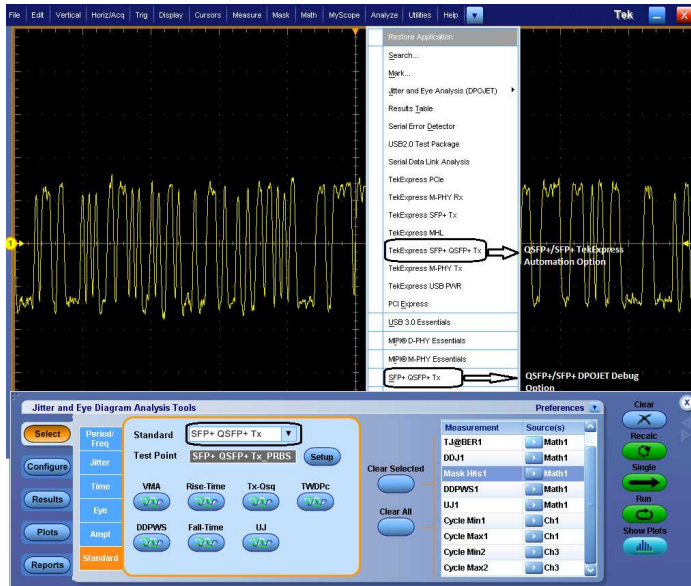 File Edit Vertical Horiz/Acq Trig Display Cursors Measure Mask Math MyScope Analyze Utilities Help Tek X
Restore Application
Search...
Mark...
Jitter and Eye Analysis (DPOJET)
Results Table
Serial Error Detector
USB2.0 Test Package
Serial Data Link Analysis
TekExpress PCIe
TekExpress M-PHY Rx
TekExpress SFP+ Tx
TekExpress MHL
TekExpress SFP+ QSFP+ Tx
QSFP+/SFP+ TekExpress
Automation Option
TekExpress M-PHY Tx
TekExpress USB PWR
PCI Express
USB 3.0 Essentials
MIPI® D-PHY Essentials
MIPI® M-PHY Essentials
SFP+ QSFP+ Tx
QSFP+/SFP+ DPOJET Debug
Option
1
Jitter and Eye Diagram Analysis Tools
Preferences
Clear
X
Select
Configure
Results
Plots
Reports
Period/
Freq
Jitter
Time
Eye
Ampl
Standard
Standard SFP+ QSFP+ Tx
Test Point SFP+ QSFP+ Tx_PRBS Setup
VMA Rise-Time Tx-Qsq TWDPc
DDPWS Fall-Time UJ
Clear Selected
Clear All
Measurement Source(s)
TJ@BER1 Math1
DDJ1 Math1
Mask Hits1 Math1
DDPWS1 Math1
UJ1 Math1
Cycle Min1 Ch1
Cycle Max1 Ch1
Cycle Min2 Ch3
Cycle Max2 Ch3
Recalc
Single
Run
Show Plots